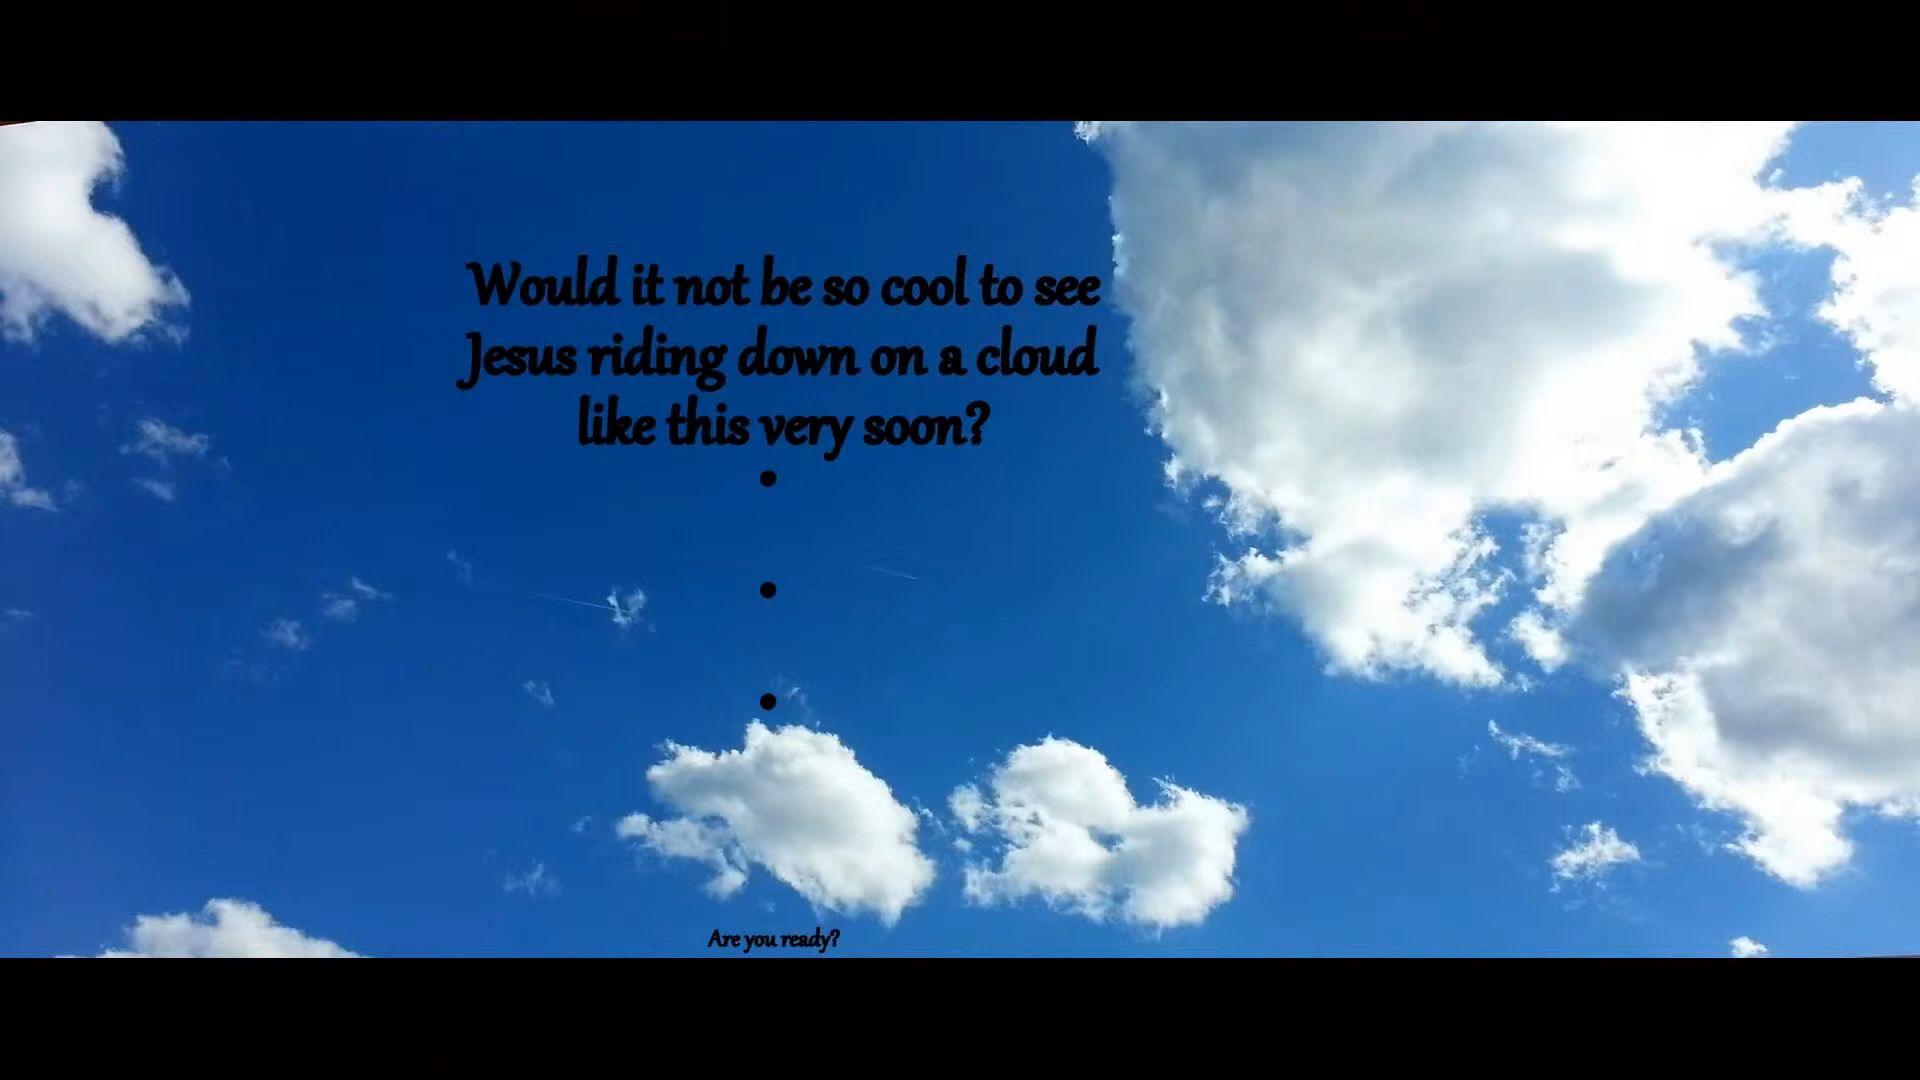 Would it not be so cool to see
Jesus riding down on a cloud
like this very soon?
•
•
•
Are you ready?